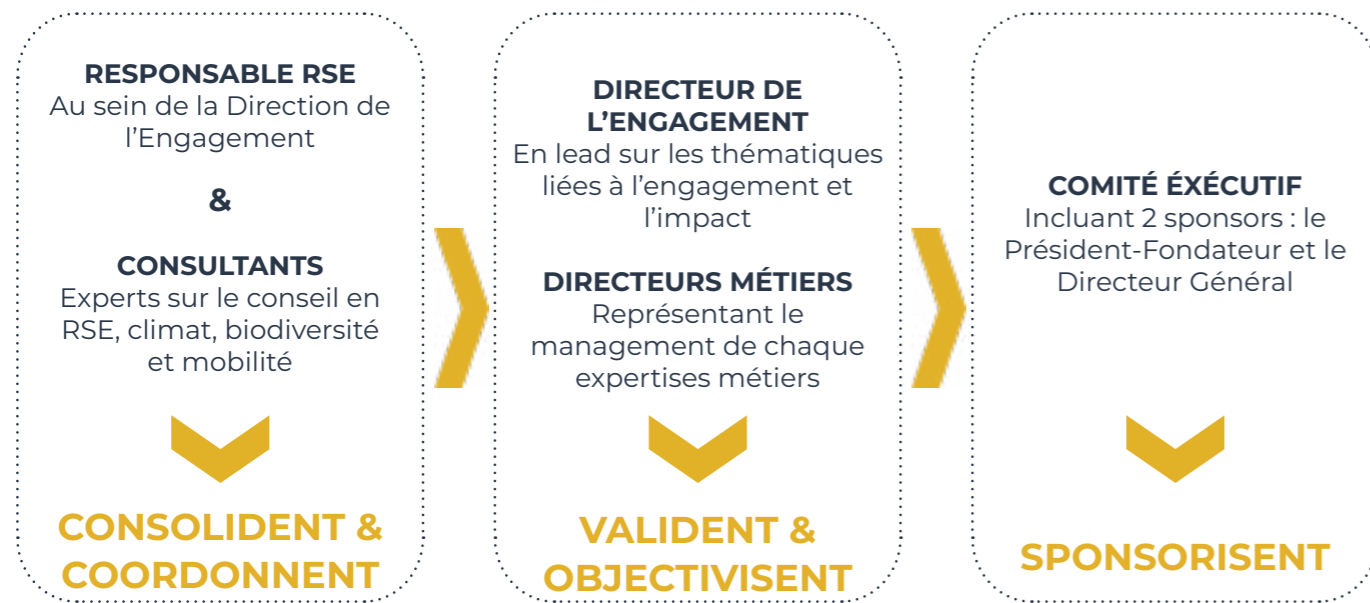 RESPONSABLE RSE
Au sein de la Direction de
l'Engagement
&
CONSULTANTS
Experts sur le conseil en
RSE, climat, biodiversité
et mobilité
CONSOLIDENT &
COORDONNENT
DIRECTEUR DE
L'ENGAGEMENT
En lead sur les thématiques
liées à l'engagement et
l'impact
DIRECTEURS MÉTIERS
Représentant le
management de chaque
expertises métiers
VALIDENT &
OBJECTIVISENT
COMITÉ ÉXÉCUTIF
Incluant 2 sponsors : le
Président-Fondateur et le
Directeur Général
SPONSORISENT